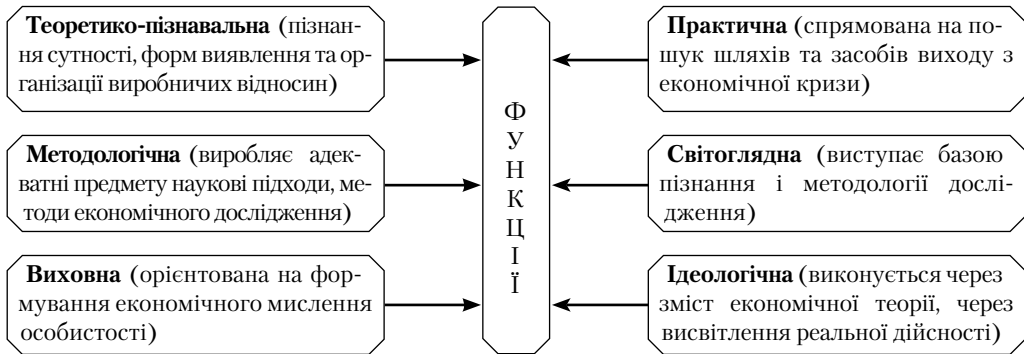 Теоретико-пізнавальна (пізнан-
ня сутності, форм виявлення та ор-
ганізації виробничих відносин)
Методологічна (виробляє адек-
ватні предмету наукові підходи, ме-
тоди економічного дослідження)
Виховна (орієнтована на фор-
мування економічного мислення
особистості)
Ф
У
Н
К
Ц
І
Ї
Практична (спрямована на по-
шук шляхів та засобів виходу з
економічної кризи)
Світоглядна (виступає базою
пізнання і методології дослі-
дження)
Ідеологічна (виконується через
зміст економічної теорії, через
висвітлення реальної дійсності)